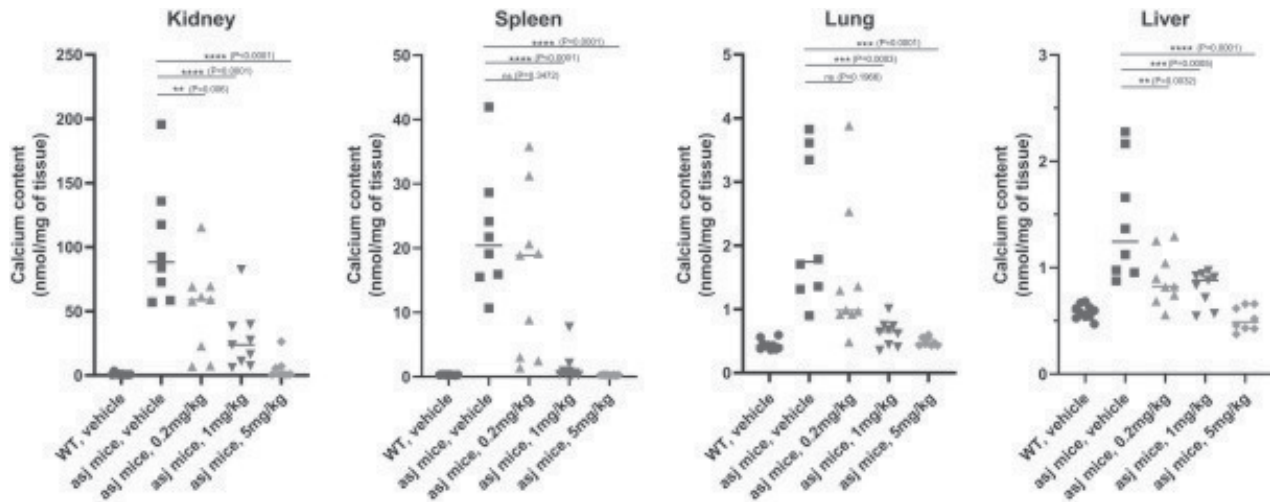 Kidney
Calcium content
(nmol/mg of tissue)
250
200
150
100
50
0
**** (P<0.0001)
**** (P<0.0001)
** (P=0.006)
WT, vehicle
asj mice, vehicle
asj mice, 0.2mg/kg
asj mice, 1mg/kg
asj mice, 5mg/kg
Spleen
Calcium content
(nmol/mg of tissue)
50
40
30
20
10
0
**** (P<0.0001)
**** (P<0.0001)
ns (P=0.3472)
WT, vehicle
asj mice, vehicle
asj mice, 0.2mg/kg
asj mice, 1mg/kg
asj mice, 5mg/kg
Lung
Calcium content
(nmol/mg of tissue)
5
4
3
2
1
0
*** (P=0.0001)
*** (P=0.0003)
ns
WT, vehicle
asj mice, vehicle
asj mice, 0.2mg/kg
asj mice, 1mg/kg
asj mice, 5mg/kg
Liver
Calcium content
(nmol/mg of tissue)
3
2
1
0
**** (P<0.0001)
*** (P=0.0005)
** (P=0.0032)
WT, vehicle
asj mice, vehicle
asj mice, 0.2mg/kg
asj mice, 1mg/kg
asj mice, 5mg/kg